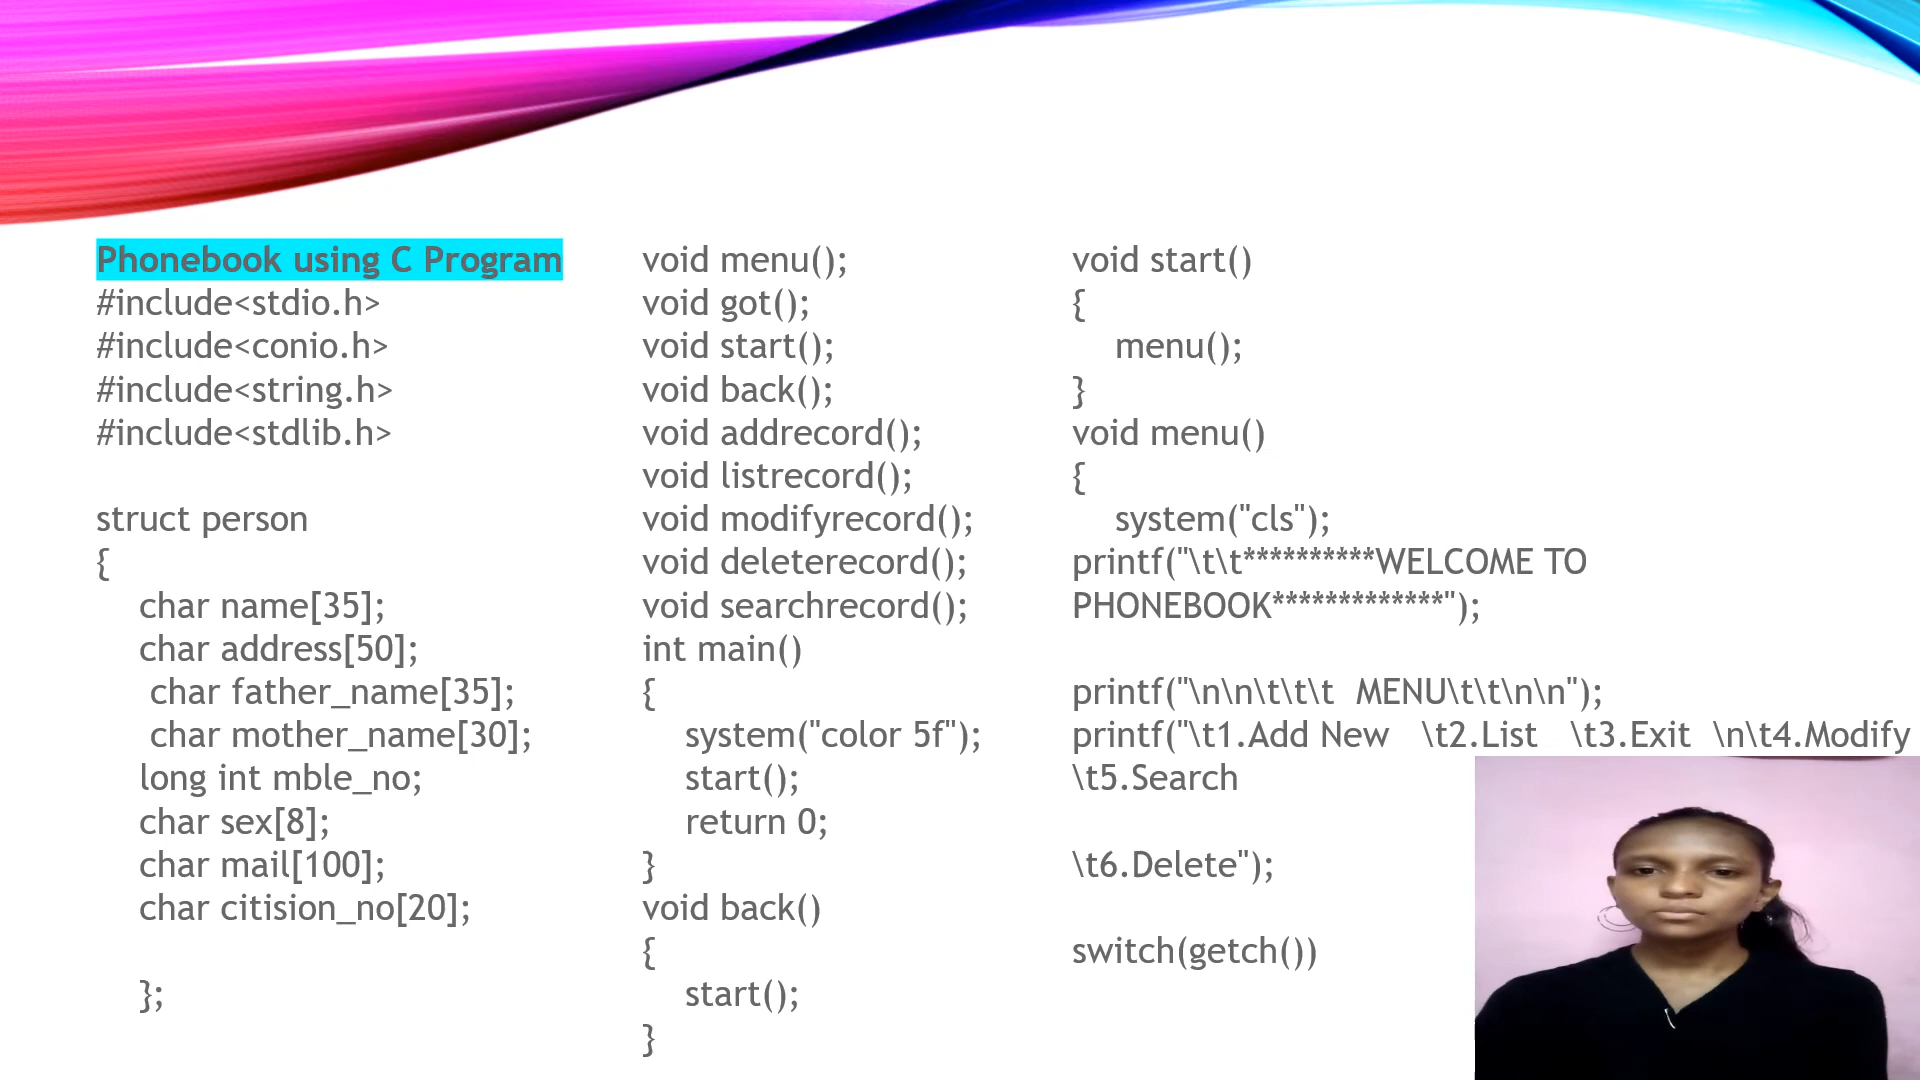 Phonebook using C Program
#include<stdio.h>
#include<conio.h>
#include<string.h>
#include<stdlib.h>
struct person
{
char name[35];
char address[50];
char father_name[35];
char mother_name[30];
long int mble_no;
char sex[8];
char mail[100];
char citision_no[20];
};
void menu();
void got();
void start();
void back();
void addrecord();
void listrecord();
void modifyrecord();
void deleterecord();
void searchrecord();
int main()
{
system("color 5f");
start();
return 0;
}
void back()
{
start();
}
void start()
{
menu();
}
void menu()
{
system("cls");
printf("\t\t**********WELCOME TO
PHONEBOOK*************");
printf("\n\n\t\t\t  MENU\t\t\n\n");
printf("\t1.Add New   \t2.List   \t3.Exit  \n\t4.Modify
\t5.Search
\t6.Delete");
switch(getch())